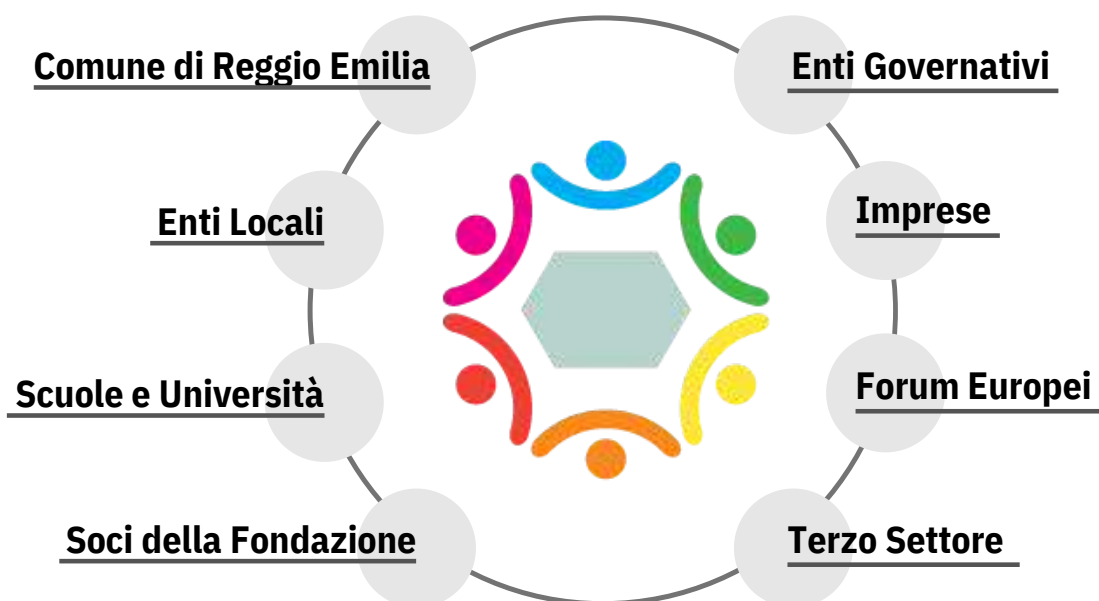 Comune di Reggio Emilia
Enti Governativi
Enti Locali
Imprese
Scuole e Università
Forum Europei
Soci della Fondazione
Terzo Settore